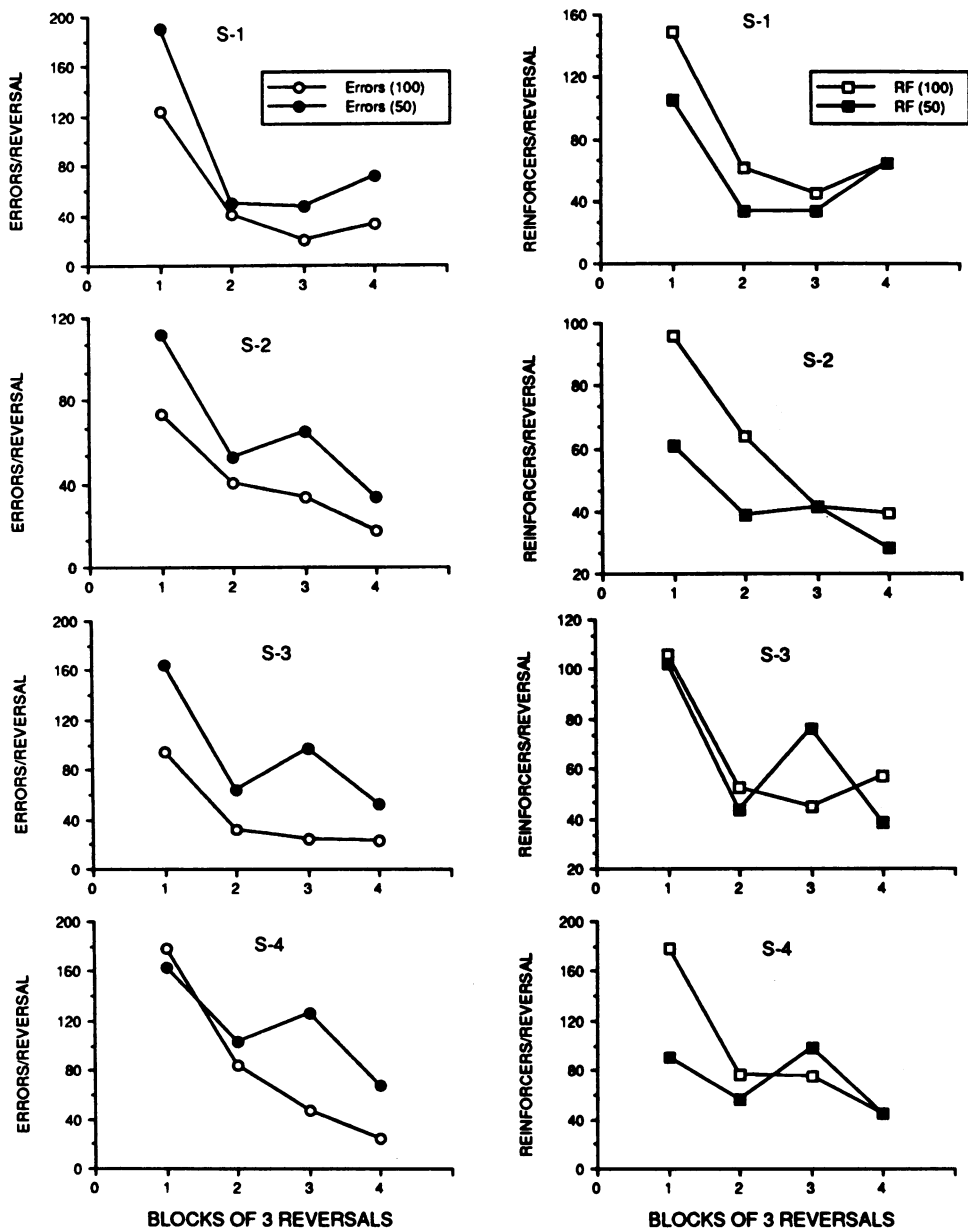 S-1
ERRORS/REVERSAL
200
160
120
80
40
0
Errors (100)
Errors (50)
0 1 2 3 4
S-1
REINFORCERS/REVERSAL
160
120
80
40
0
RF (100)
RF (50)
0 1 2 3 4
S-2
ERRORS/REVERSAL
120
80
40
0
0 1 2 3 4
S-2
REINFORCERS/REVERSAL
100
80
60
40
20
0 1 2 3 4
S-3
ERRORS/REVERSAL
200
160
120
80
40
0
0 1 2 3 4
S-3
REINFORCERS/REVERSAL
120
100
80
60
40
20
0 1 2 3 4
S-4
ERRORS/REVERSAL
200
160
120
80
40
0
0 1 2 3 4
BLOCKS OF 3 REVERSALS
S-4
REINFORCERS/REVERSAL
200
160
120
80
40
0
0 1 2 3 4
BLOCKS OF 3 REVERSALS